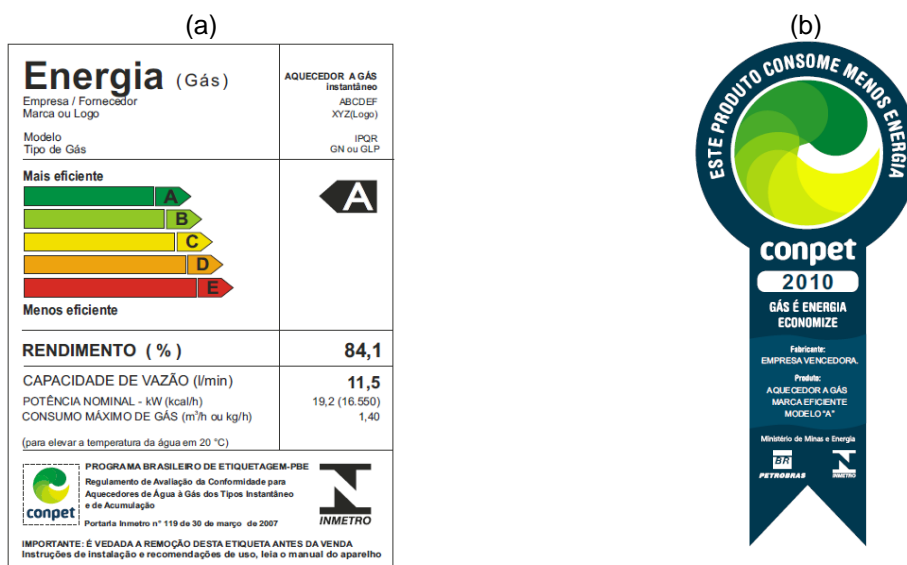 (a)
Energia (Gás)
AQUECEDOR A GÁS
instantâneo
Empresa / Fornecedor
ABCDEF
Marca ou Logo
XYZ(Logo)
Modelo
IPQR
Tipo de Gás
GN ou GLP
Mais eficiente
A
A
B
C
D
E
Menos eficiente
RENDIMENTO ( % )
84,1
CAPACIDADE DE VAZÃO (l/min)
11,5
POTÊNCIA NOMINAL - kW (kcal/h)
19,2 (16.550)
CONSUMO MÁXIMO DE GÁS (m³/h ou kg/h)
1,40
(para elevar a temperatura da água em 20 °C)
conpet
PROGRAMA BRASILEIRO DE ETIQUETAGEM-PBE
Regulamento de Avaliação da Conformidade para
Aquecedores de Água à Gás dos Tipos Instantâneo
e de Acumulação
Portaria Inmetro n° 119 de 30 de março de 2007
INMETRO
IMPORTANTE: É VEDADA A REMOÇÃO DESTA ETIQUETA ANTES DA VENDA
Instruções de instalação e recomendações de uso, leia o manual do aparelho
(b)
ESTE PRODUTO CONSOME MENOS ENERGIA
conpet
2010
GÁS É ENERGIA
ECONOMIZE
Fabricante:
EMPRESA VENCEDORA.
Produto:
AQUECEDOR A GÁS
MARCA EFICIENTE
MODELO "A"
Ministério de Minas e Energia
BR
PETROBRAS
INMETRO